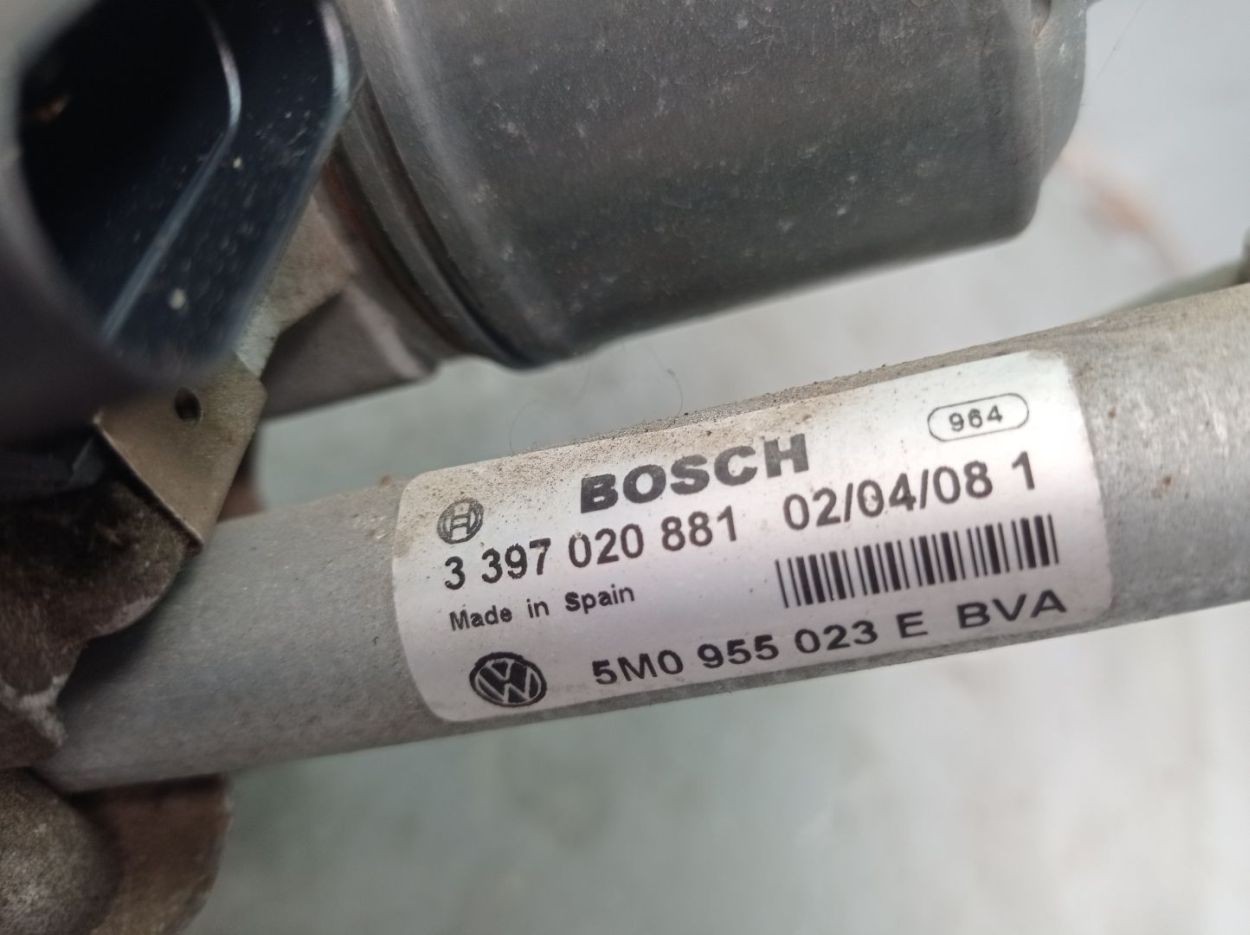 964
BOSCH
3 397 020 881 02/04/08 1
Made in Spain
5M0 955 023 E BVA